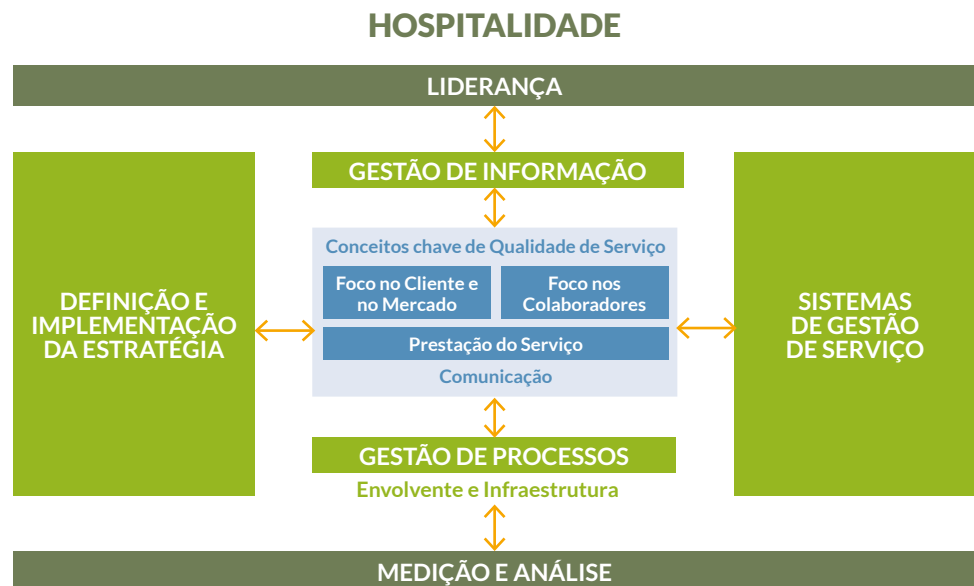 HOSPITALIDADE
LIDERANÇA
GESTÃO DE INFORMAÇÃO
DEFINIÇÃO E
IMPLEMENTAÇÃO
DA ESTRATÉGIA
Conceitos chave de Qualidade de Serviço
Foco no Cliente e
no Mercado
Foco nos
Colaboradores
Prestação do Serviço
Comunicação
SISTEMAS
DE GESTÃO
DE SERVIÇO
GESTÃO DE PROCESSOS
Envolvente e Infraestrutura
MEDIÇÃO E ANÁLISE